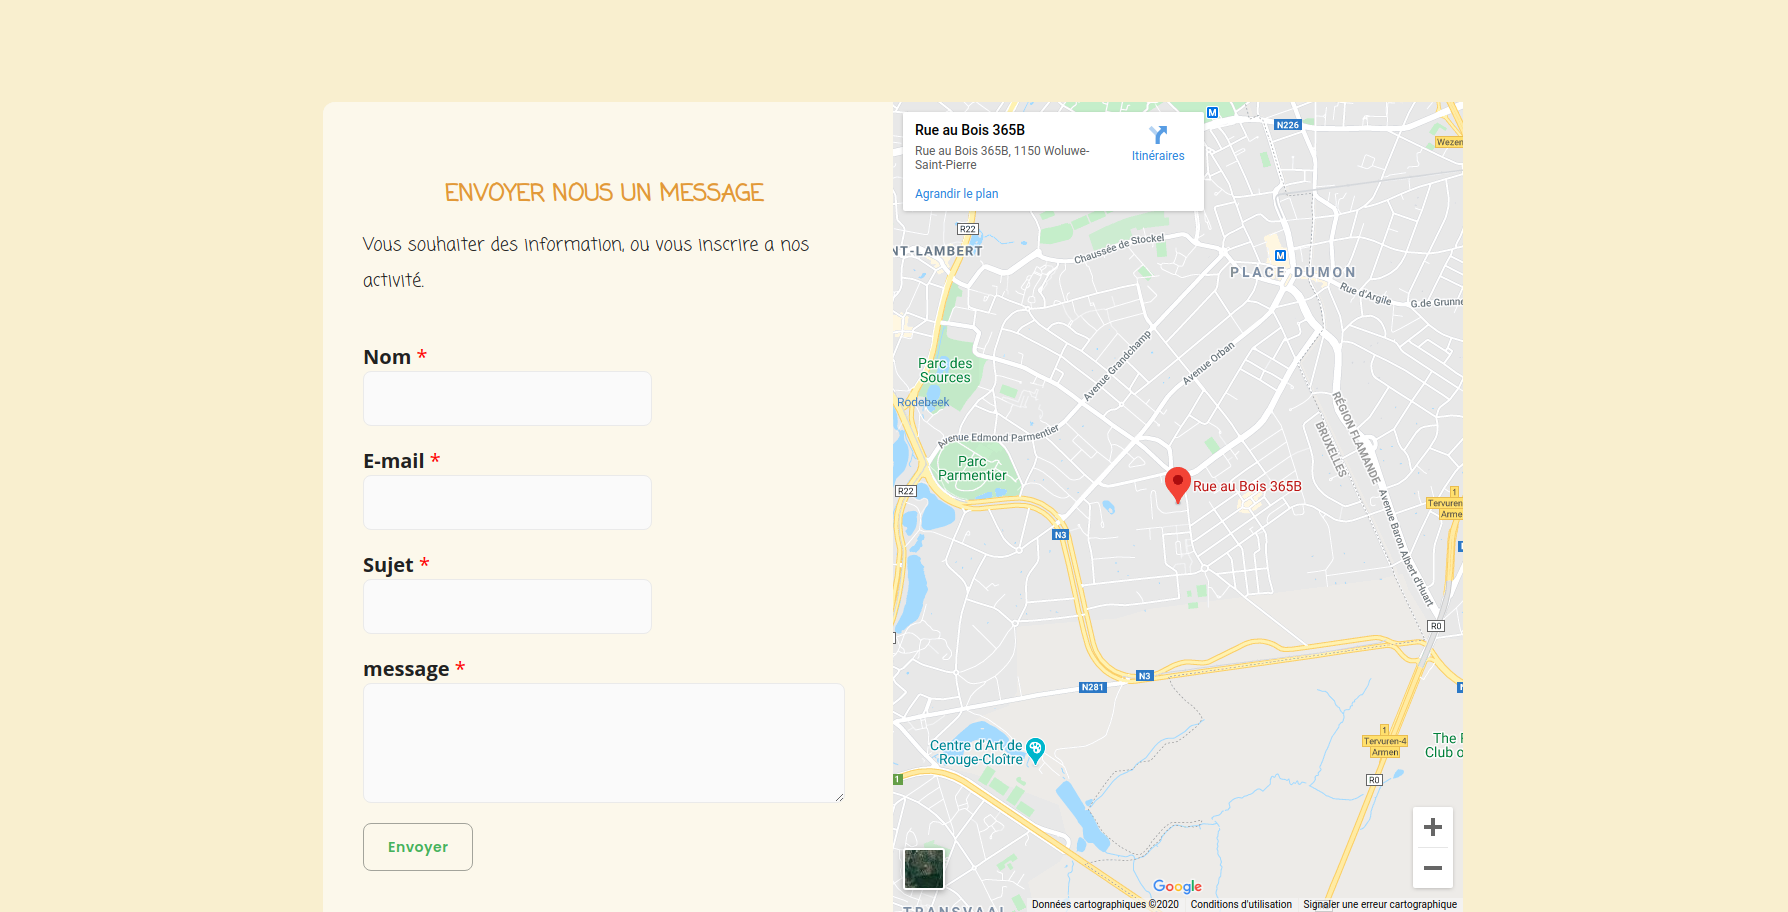 ENVOYER NOUS UN MESSAGE
Vous souhaiter des information, ou vous inscrire a nos
activité.
Nom *
E-mail *
Sujet *
message *
Envoyer
Rue au Bois 365B
Rue au Bois 365B, 1150 Woluwe-
Saint-Pierre
Itinéraires
Agrandir le plan
M
N226
Wezem
R22
NT-LAMBERT
Chaussée de Stockel
M
PLACE DUMON
Rue d'Argile
G.de Grunne
Parc des
Sources
Rodebeek
Avenue Grandchamp
Avenue Orban
Avenue Edmond Parmentier
Parc
Parmentier
RÉGION FLAMANDE
BRUXELLES
Rue au Bois 365B
R22
N3
Avenue Baron Albert d'Huart
1
Tervuren
Arme
R0
N3
N281
Centre d'Art de
Rouge-Cloître
1
Tervuren-4
Armen
R0
Club o
1
Google
TRANSVAAL
Données cartographiques ©2020
Conditions d'utilisation
Signaler une erreur cartographique